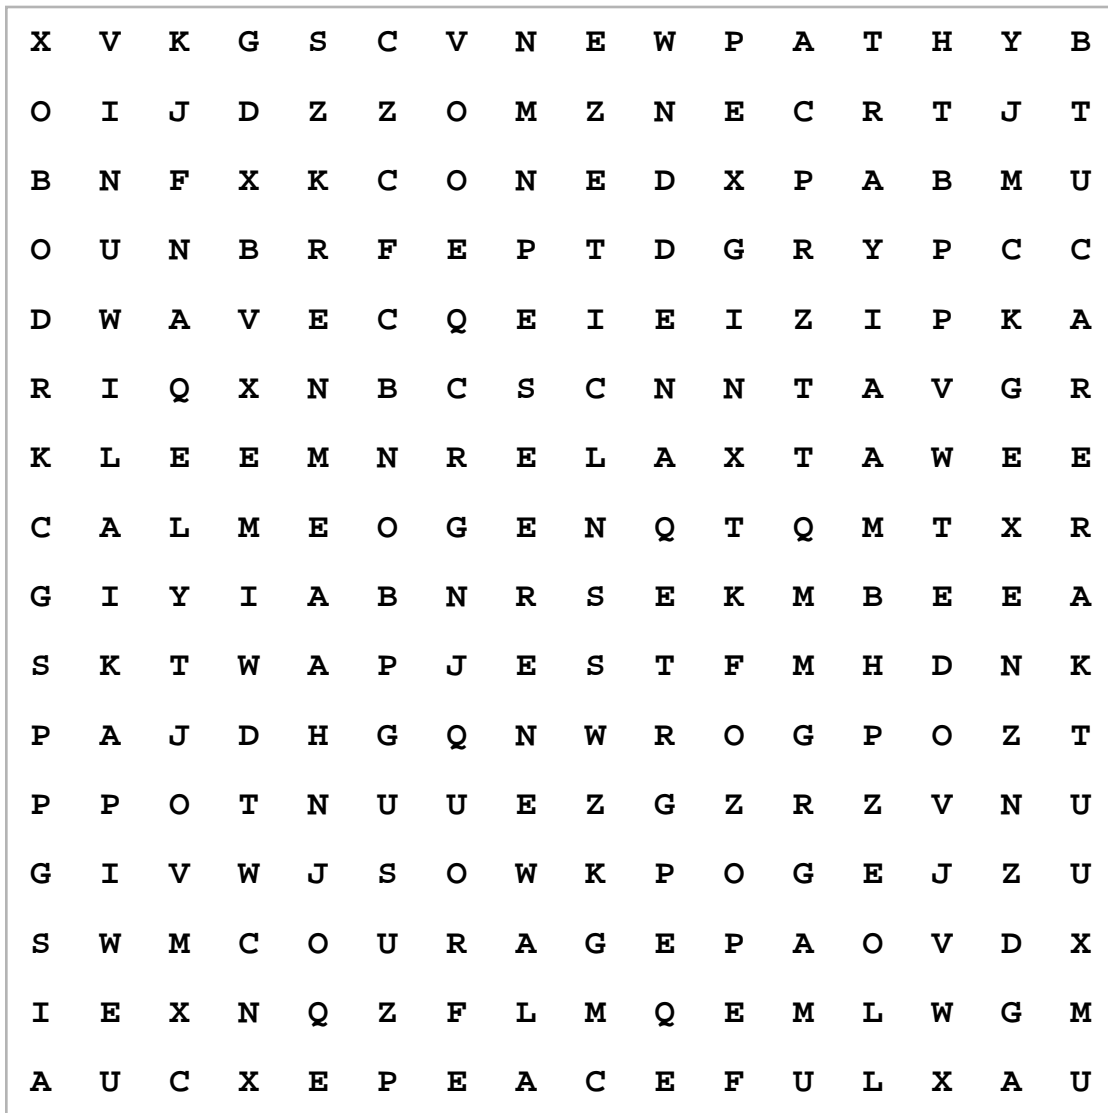 X V K G S C V N E W P A T H Y B
O I J D Z Z O M Z N E C R T J T
B N F X K C O N E D X P A B M U
O U N B R F E P T D G R Y P C C
D W A V E C Q E I E I Z I P K A
R I Q X N B C S C N N T A V G R
K L E E M N R E L A X T A W E E
C A L M E O G E N Q T Q M T X R
G I Y I A B N R S E K M B E E A
S K T W A P J E S T F M H D N K
P A J D H G Q N W R O G P O Z T
P P O T N U U E Z G Z R Z V N U
G I V W J S O W K P O G E J Z U
S W M C O U R A G E P A O V D X
I E X N Q Z F L M Q E M L W G M
A U C X E P E A C E F U L X A U